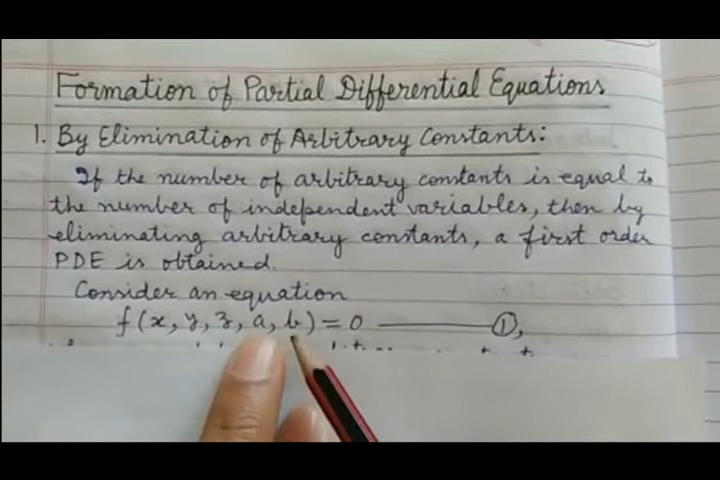 Formation of Partial Differential Equations
1. By Elimination of Arbitrary Constants:
If the number of arbitrary constants is equal to
the number of independent variables, then by
eliminating arbitrary constants, a first order
PDE is obtained.
Consider an equation
f(x, y, z, a, b) = 0 ——— ①,